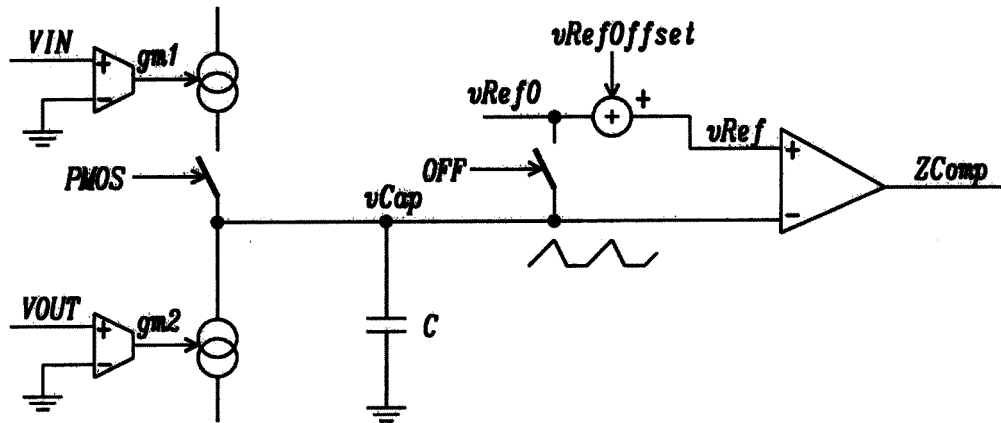 VIN
gm1
vRefOffset
vRef0
vRef
PMOS
OFF
vCap
ZComp
VOUT
gm2
C